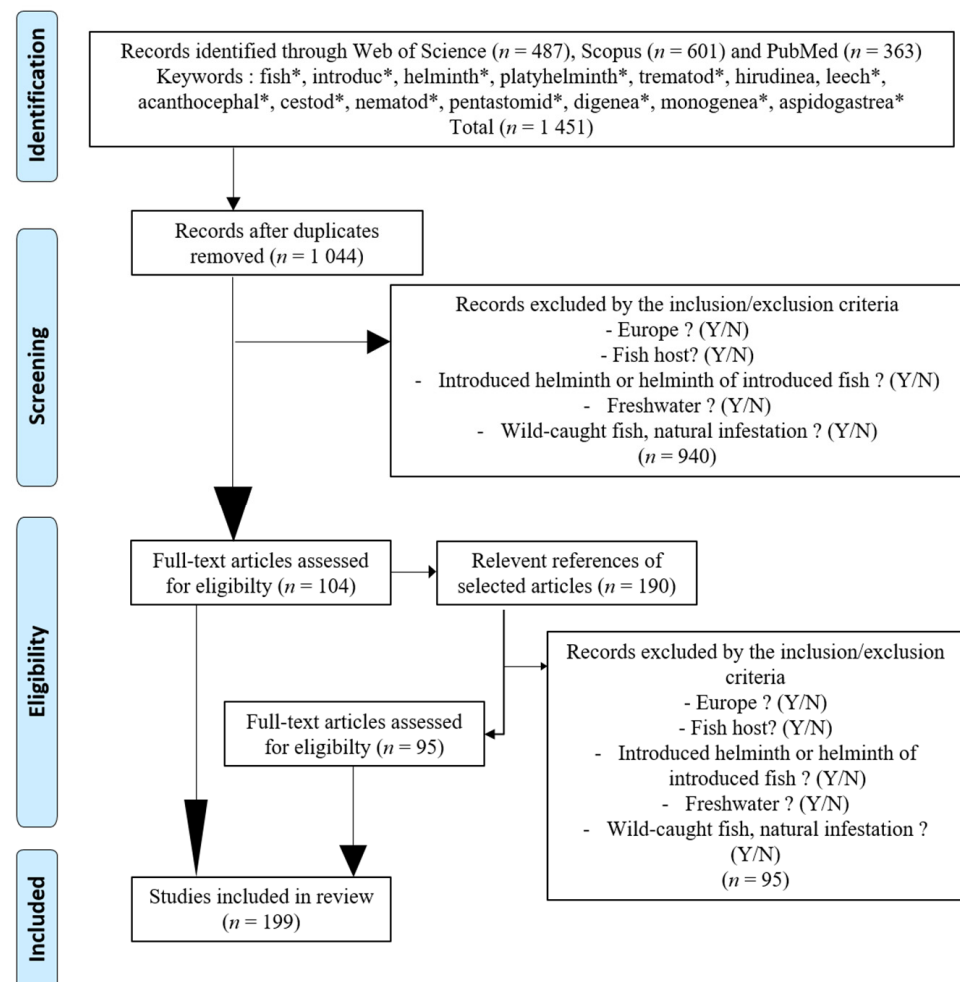 Identification
Records identified through Web of Science (n = 487), Scopus (n = 601) and PubMed (n = 363)
Keywords : fish*, introduc*, helminth*, platyhelminth*, trematod*, hirudinea, leech*,
acanthocephal*, cestod*, nematod*, pentastomid*, digenea*, monogenea*, aspidogastrea*
Total (n = 1 451)
Screening
Records after duplicates
removed (n = 1 044)
Records excluded by the inclusion/exclusion criteria
- Europe ? (Y/N)
- Fish host? (Y/N)
- Introduced helminth or helminth of introduced fish ? (Y/N)
- Freshwater ? (Y/N)
- Wild-caught fish, natural infestation ? (Y/N)
(n = 940)
Eligibility
Full-text articles assessed
for eligibilty (n = 104)
Relevent references of
selected articles (n = 190)
Records excluded by the inclusion/exclusion
criteria
- Europe ? (Y/N)
- Fish host? (Y/N)
- Introduced helminth or helminth of
introduced fish ? (Y/N)
- Freshwater ? (Y/N)
- Wild-caught fish, natural infestation ?
(Y/N)
(n = 95)
Full-text articles assessed
for eligibilty (n = 95)
Included
Studies included in review
(n = 199)